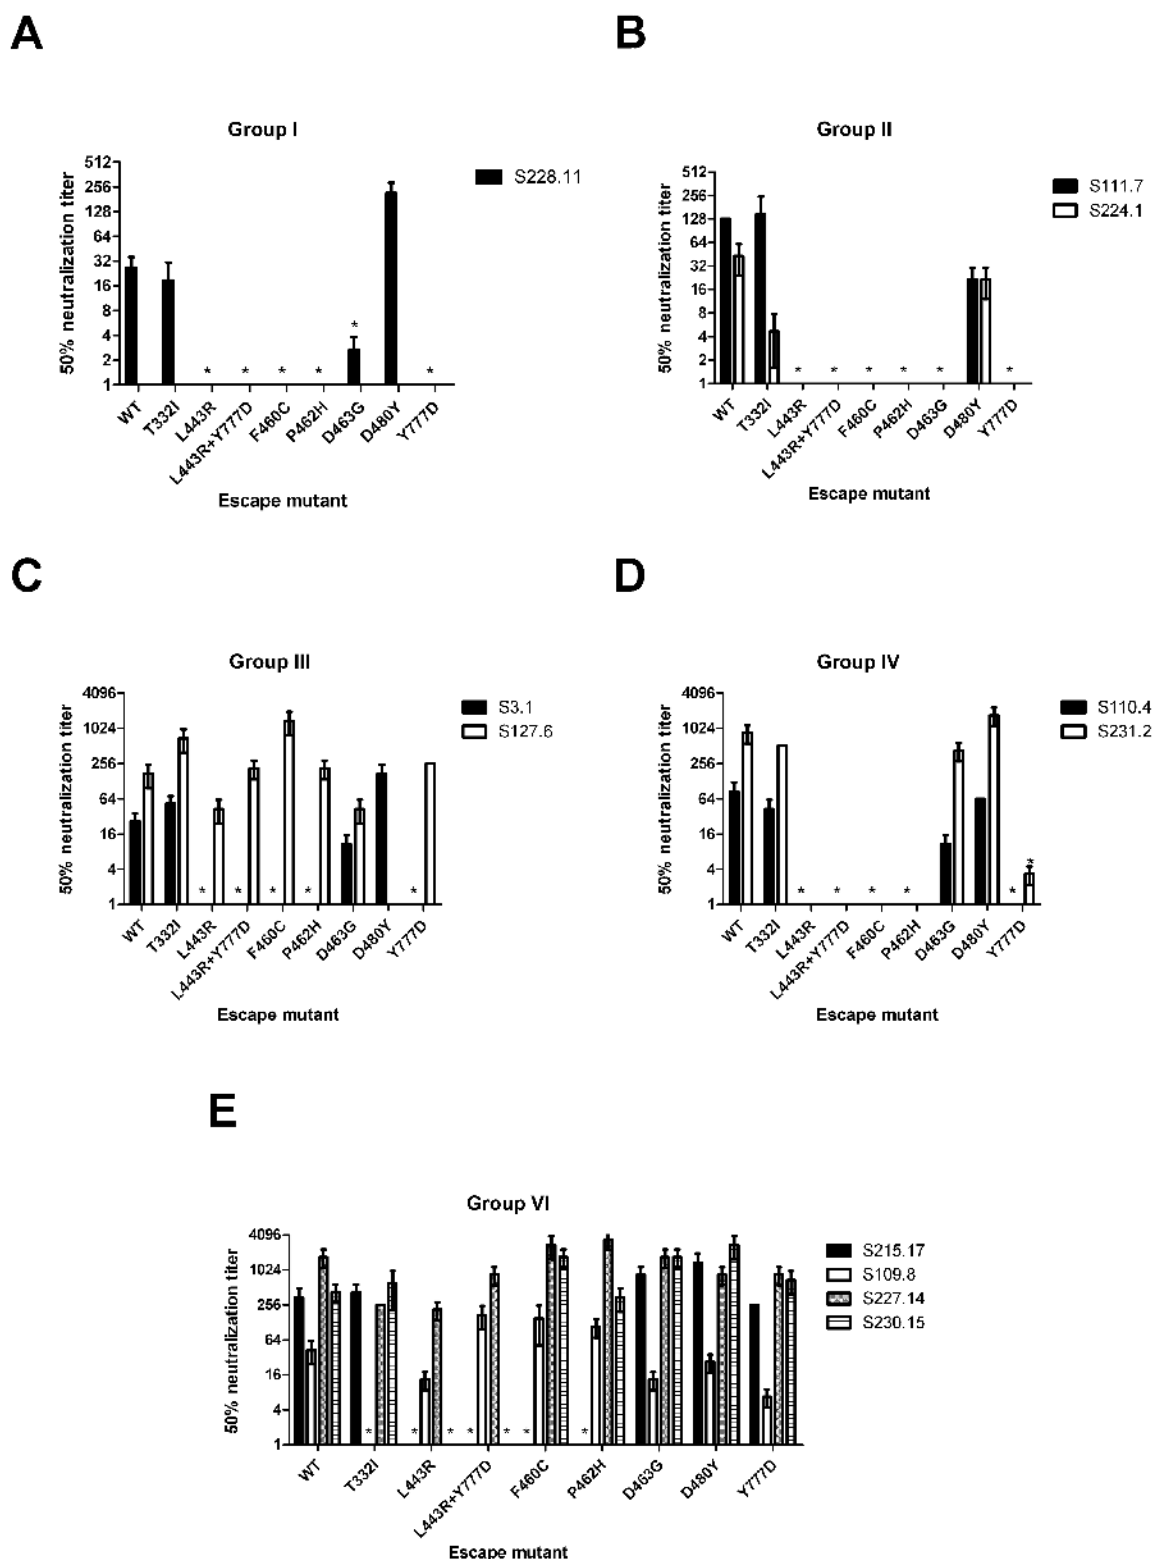 A
Group I
50% neutralization titer
512
256
128
64
32
16
8
4
2
1
*
*
*
*
*
*
WT
T332I
L443R
L443R+Y777D
F460C
P462H
D463G
D480Y
Y777D
Escape mutant
S228.11
B
Group II
50% neutralization titer
512
256
128
64
32
16
8
4
2
1
*
*
*
*
*
*
WT
T332I
L443R
L443R+Y777D
F460C
P462H
D463G
D480Y
Y777D
Escape mutant
S111.7
S224.1
C
Group III
50% neutralization titer
4096
1024
256
64
16
4
1
*
*
*
*
*
WT
T332I
L443R
L443R+Y777D
F460C
P462H
D463G
D480Y
Y777D
Escape mutant
S3.1
S127.6
D
Group IV
50% neutralization titer
4096
1024
256
64
16
4
1
*
*
*
*
*
*
WT
T332I
L443R
L443R+Y777D
F460C
P462H
D463G
D480Y
Y777D
Escape mutant
S110.4
S231.2
E
Group VI
50% neutralization titer
4096
1024
256
64
16
4
1
*
*
*
*
*
*
*
WT
T332I
L443R
L443R+Y777D
F460C
P462H
D463G
D480Y
Y777D
Escape mutant
S215.17
S109.8
S227.14
S230.15